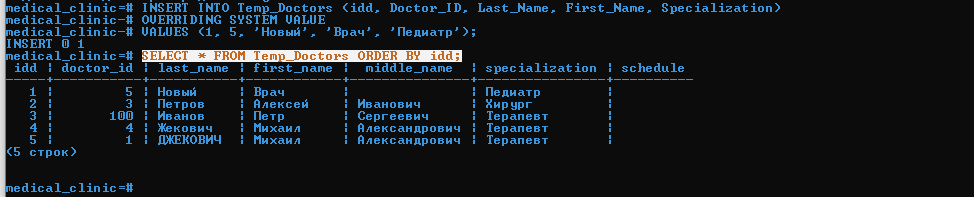 medical_clinic=# INSERT INTO Temp_Doctors (idd, Doctor_ID, Last_Name, First_Name, Specialization)
medical_clinic-# OVERRIDING SYSTEM VALUE
medical_clinic-# VALUES (1, 5, 'Новый', 'Врач', 'Педиатр');
INSERT 0 1
medical_clinic=# SELECT * FROM Temp_Doctors ORDER BY idd;
idd | doctor_id | last_name | first_name | middle_name | specialization | schedule
-----+-----------+-----------+------------+---------------+----------------+----------
1 | 5 | Новый | Врач | | Педиатр |
2 | 3 | Петров | Алексей | Иванович | Хирург |
3 | 100 | Иванов | Петр | Сергеевич | Терапевт |
4 | 4 | Жекович | Михаил | Александрович | Терапевт |
5 | 1 | ДЖЕКОВИЧ | Михаил | Александрович | Терапевт |
(5 строк)
medical_clinic=#